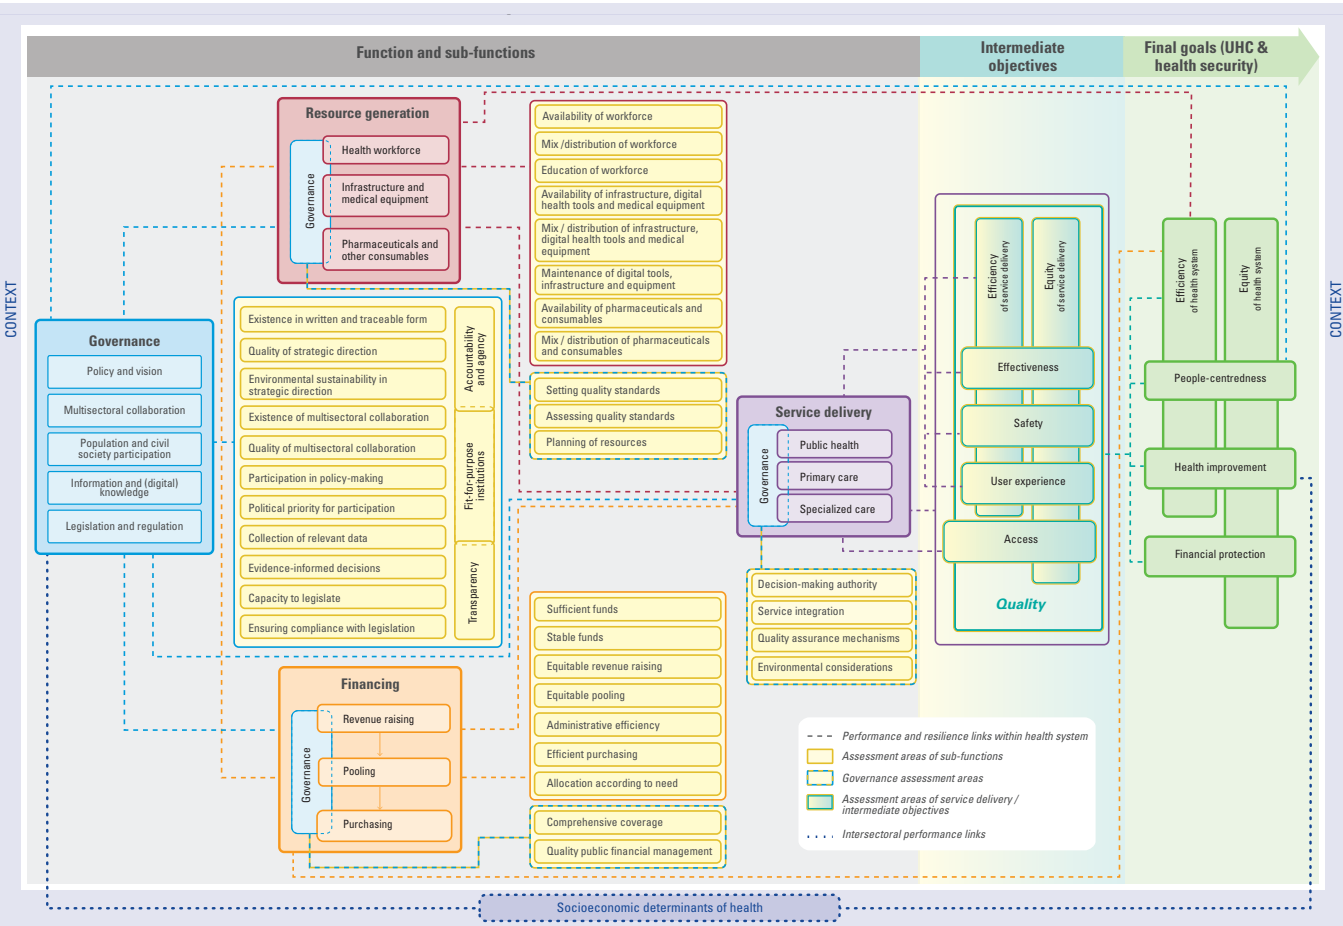 Function and sub-functions
Intermediate
objectives
Final goals (UHC &
health security)
CONTEXT
Resource generation
Governance
Health workforce
Infrastructure and
medical equipment
Pharmaceuticals and
other consumables
Availability of workforce
Mix /distribution of workforce
Education of workforce
Availability of infrastructure, digital
health tools and medical equipment
Mix / distribution of infrastructure,
digital health tools and medical
equipment
Maintenance of digital tools,
infrastructure and equipment
Availability of pharmaceuticals and
consumables
Mix / distribution of pharmaceuticals
and consumables
Setting quality standards
Assessing quality standards
Planning of resources
Governance
Policy and vision
Multisectoral collaboration
Population and civil
society participation
Information and (digital)
knowledge
Legislation and regulation
Existence in written and traceable form
Quality of strategic direction
Environmental sustainability in
strategic direction
Existence of multisectoral collaboration
Quality of multisectoral collaboration
Participation in policy-making
Political priority for participation
Collection of relevant data
Evidence-informed decisions
Capacity to legislate
Ensuring compliance with legislation
Accountability
and agency
Fit-for-purpose
institutions
Transparency
Financing
Governance
Revenue raising
Pooling
Purchasing
Sufficient funds
Stable funds
Equitable revenue raising
Equitable pooling
Administrative efficiency
Efficient purchasing
Allocation according to need
Comprehensive coverage
Quality public financial management
Service delivery
Governance
Public health
Primary care
Specialized care
Decision-making authority
Service integration
Quality assurance mechanisms
Environmental considerations
Efficiency
of service delivery
Equity
of service delivery
Effectiveness
Safety
User experience
Access
Quality
Efficiency
of health system
Equity
of health system
People-centredness
Health improvement
Financial protection
CONTEXT
Performance and resilience links within health system
Assessment areas of sub-functions
Governance assessment areas
Assessment areas of service delivery /
intermediate objectives
Intersectoral performance links
Socioeconomic determinants of health